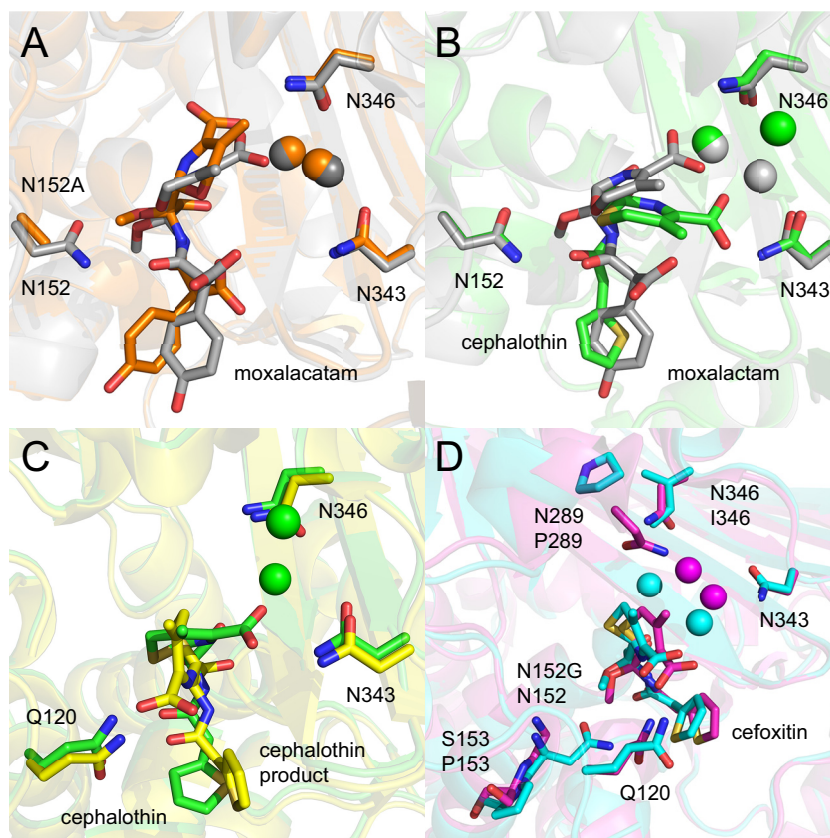 A
N346
N152A
N152
N343
moxalacatam
B
N346
N152
N343
cephalothin
moxalactam
C
N346
N343
Q120
cephalothin
product
cephalothin
D
N346
I346
N289
P289
N343
N152G
N152
cefoxitin
S153
P153
Q120